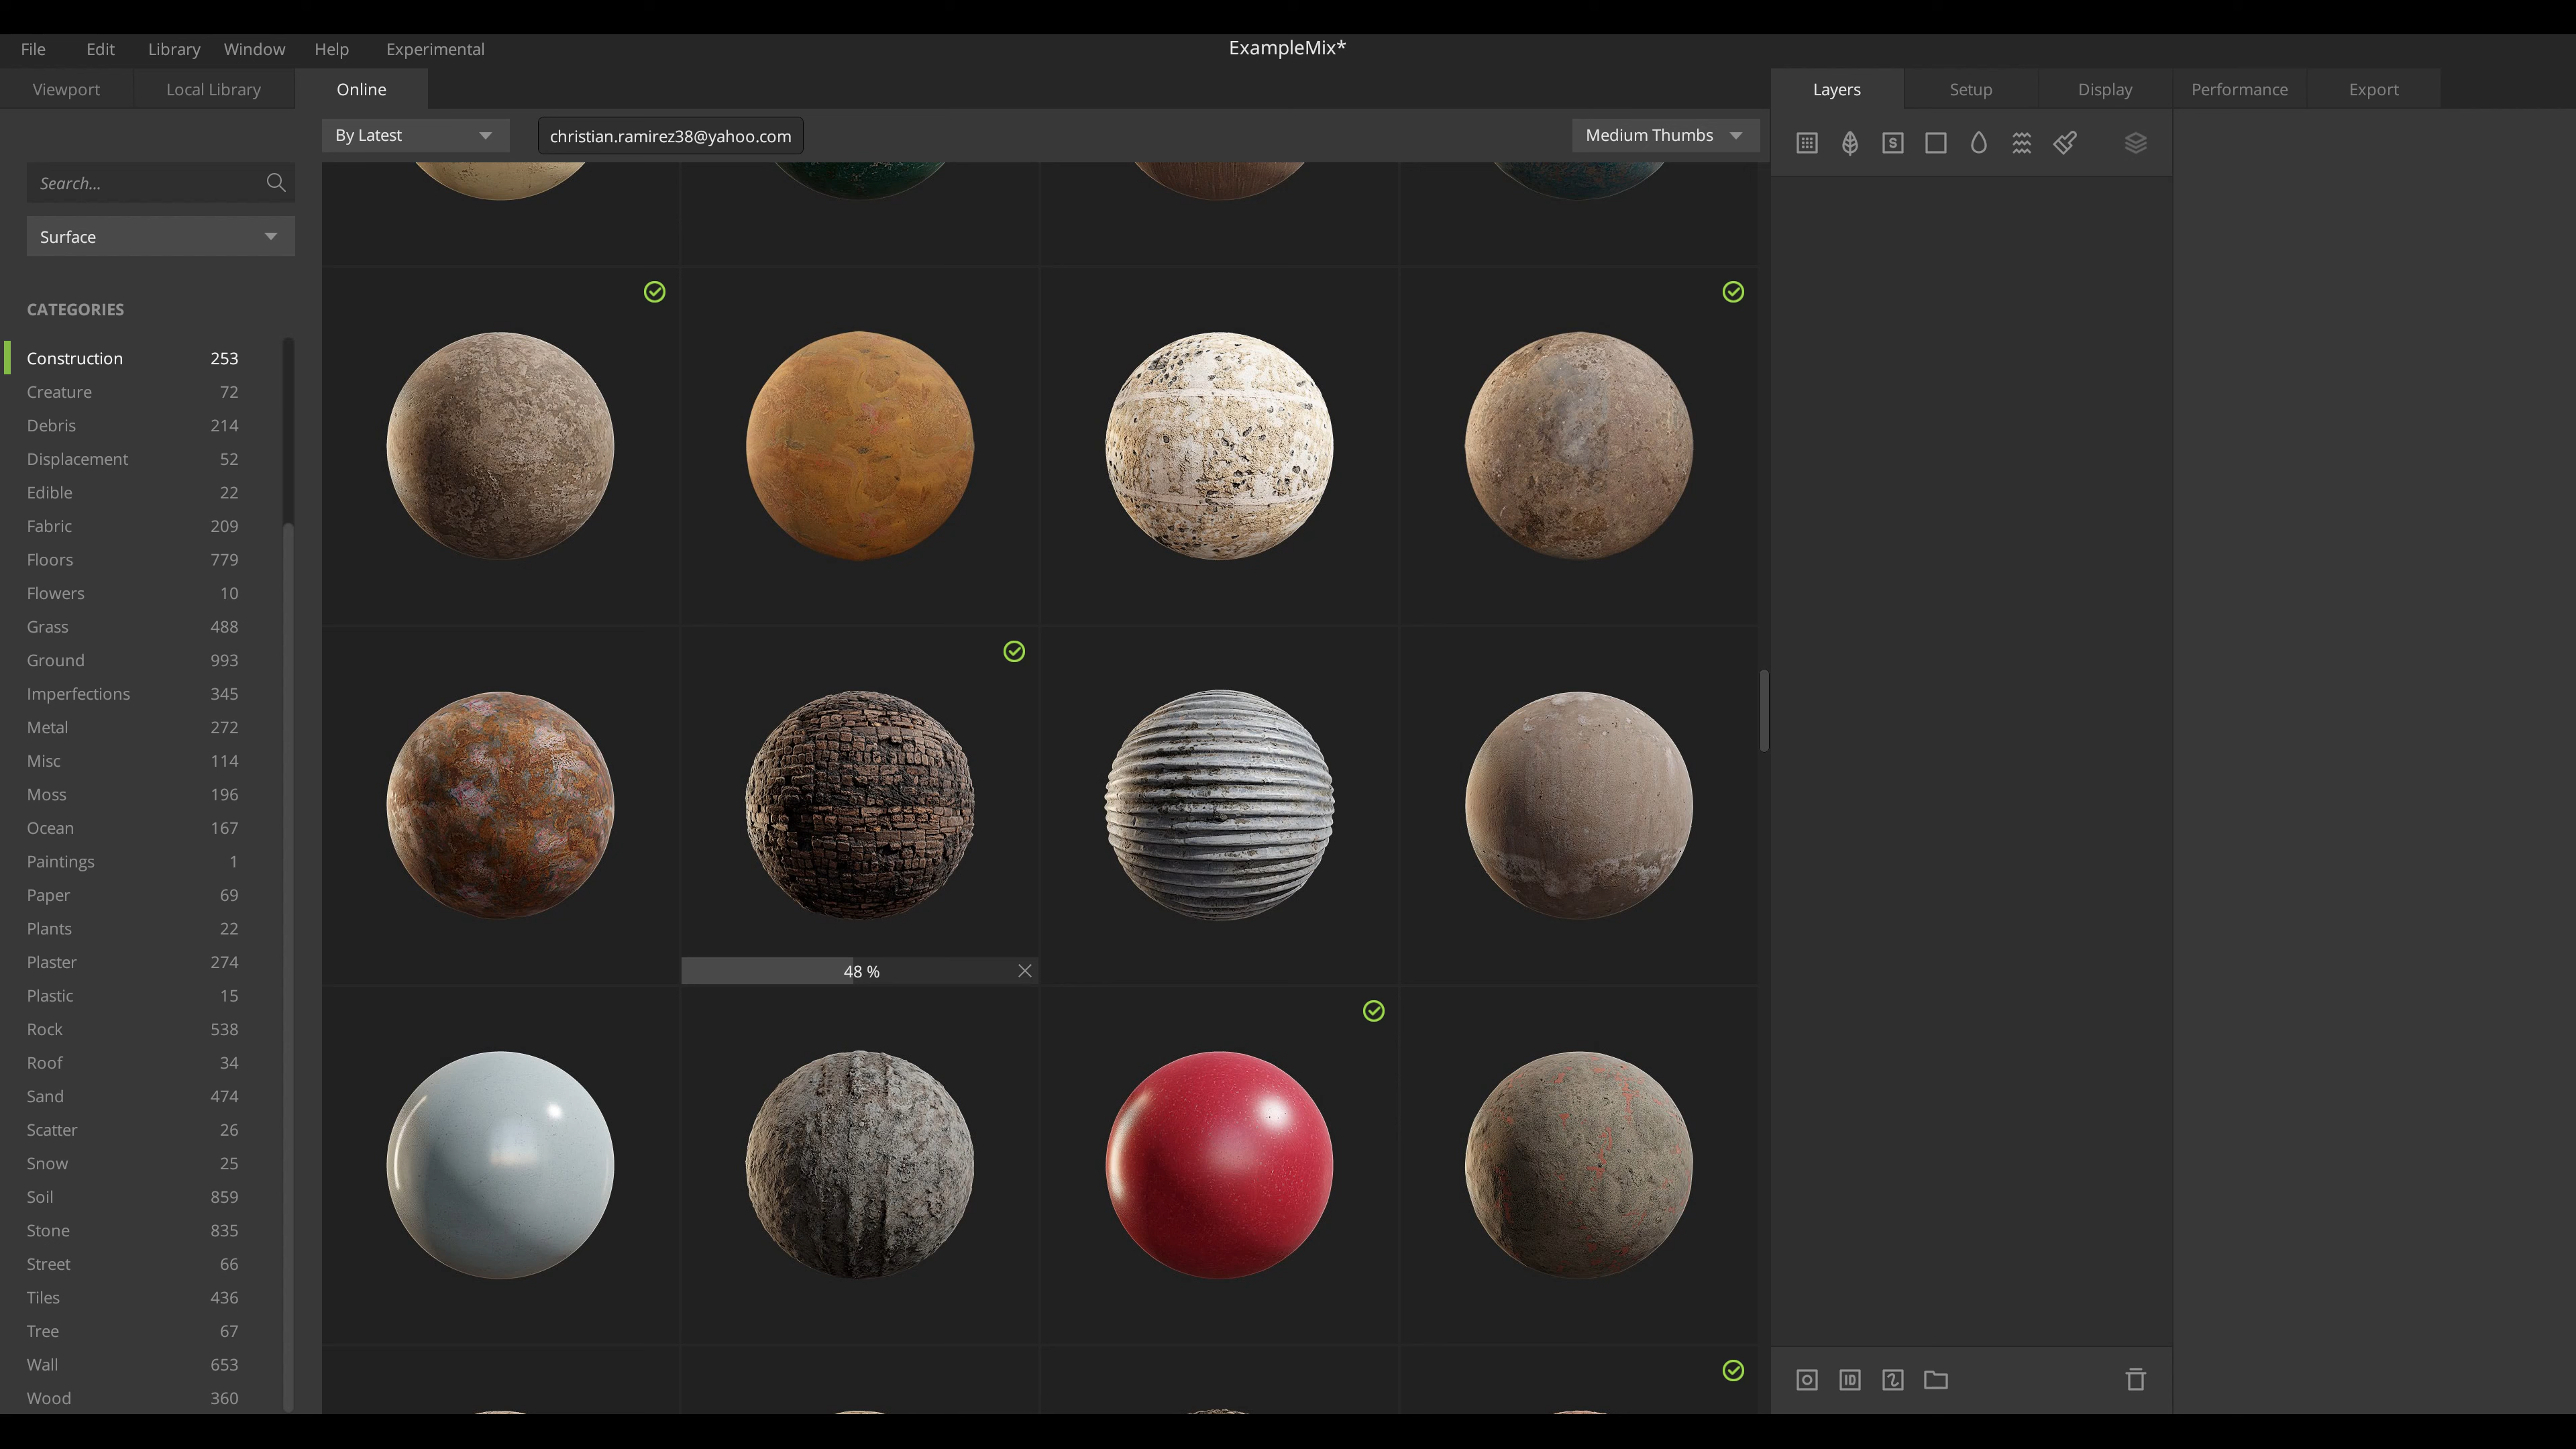 File Edit Library Window Help Experimental ExampleMix*
Viewport Local Library Online Layers Setup Display Performance Export
By Latest christian.ramirez38@yahoo.com Medium Thumbs
Search...
Surface
CATEGORIES
Construction 253
Creature 72
Debris 214
Displacement 52
Edible 22
Fabric 209
Floors 779
Flowers 10
Grass 488
Ground 993
Imperfections 345
Metal 272
Misc 114
Moss 196
Ocean 167
Paintings 1
Paper 69
Plants 22
Plaster 274
48 %
Plastic 15
Rock 538
Roof 34
Sand 474
Scatter 26
Snow 25
Soil 859
Stone 835
Street 66
Tiles 436
Tree 67
Wall 653
Wood 360
S
ID